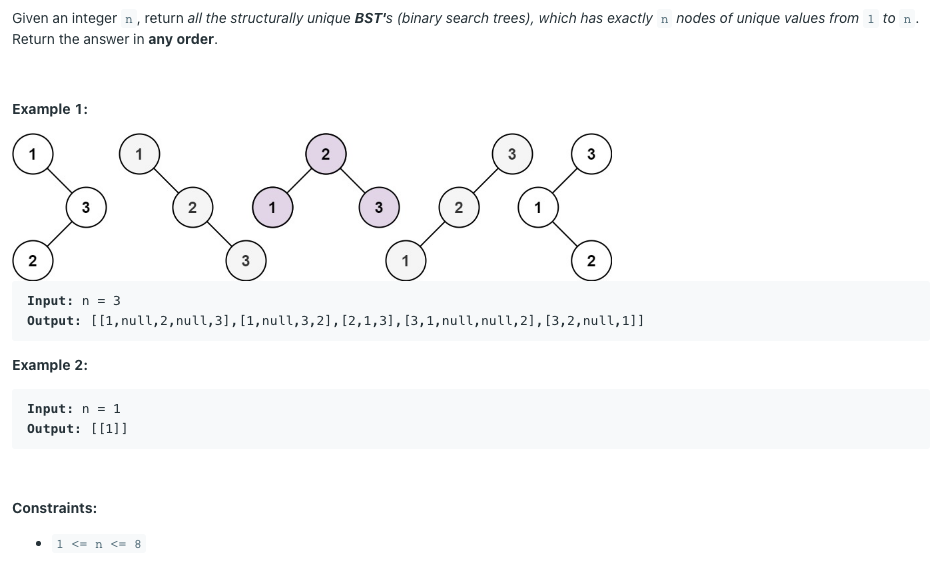 Given an integer n, return all the structurally unique BST's (binary search trees), which has exactly n nodes of unique values from 1 to n.
Return the answer in any order.
Example 1:
1 1 2 3 3
3 2 1 3 2 1
2 3 1 2
Input: n = 3
Output: [[1,null,2,null,3],[1,null,3,2],[2,1,3],[3,1,null,null,2],[3,2,null,1]]
Example 2:
Input: n = 1
Output: [[1]]
Constraints:
• 1 <= n <= 8